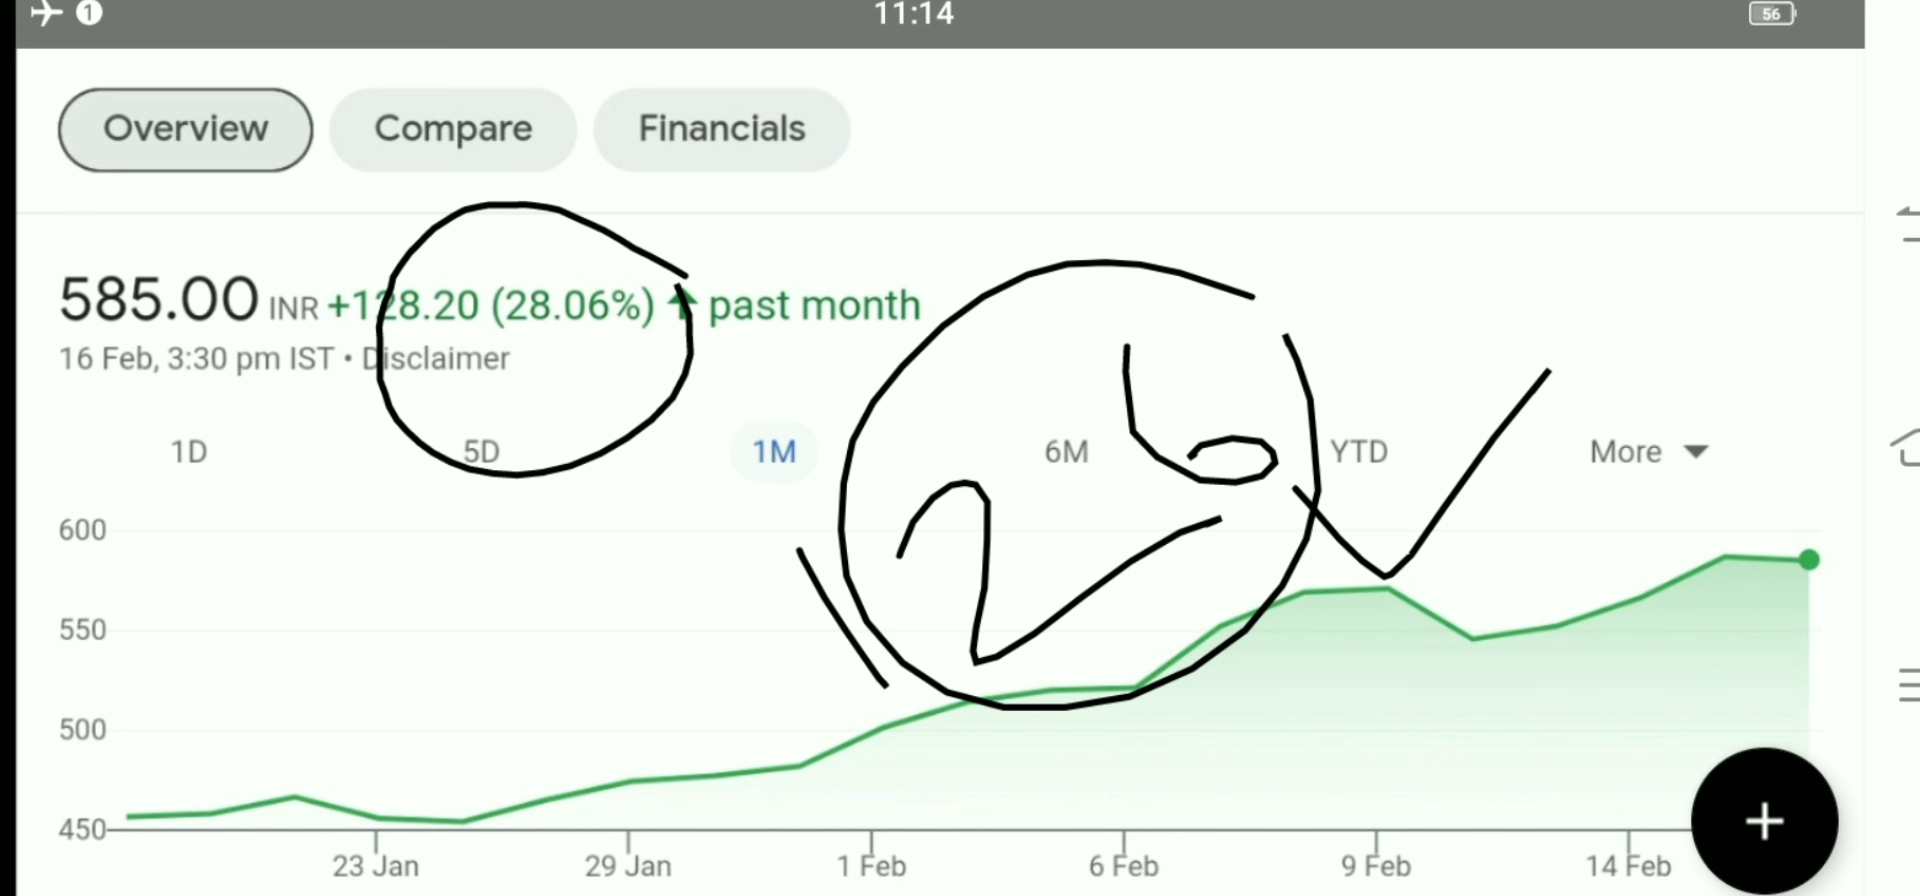 1 11:14 56
Overview Compare Financials
585.00 INR +128.20 (28.06%) ↑ past month
16 Feb, 3:30 pm IST • Disclaimer
1D 5D 1M 6M YTD More
600
550
500
450
23 Jan 29 Jan 1 Feb 6 Feb 9 Feb 14 Feb
+